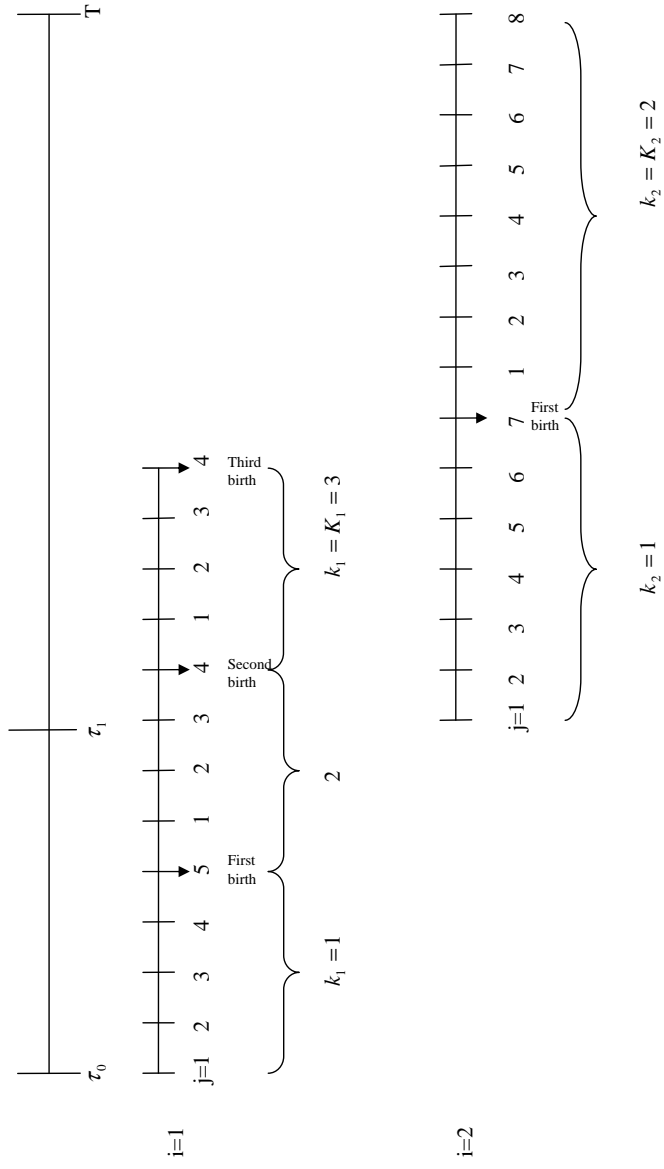 τ₀ τ₁ T
i=1
j=1 2 3 4 5 1 2 3 4 1 2 3 4
First
birth
Second
birth
Third
birth
k₁ = 1 2 k₁ = K₁ = 3
i=2
j=1 2 3 4 5 6 7 1 2 3 4 5 6 7 8
First
birth
k₂ = 1 k₂ = K₂ = 2